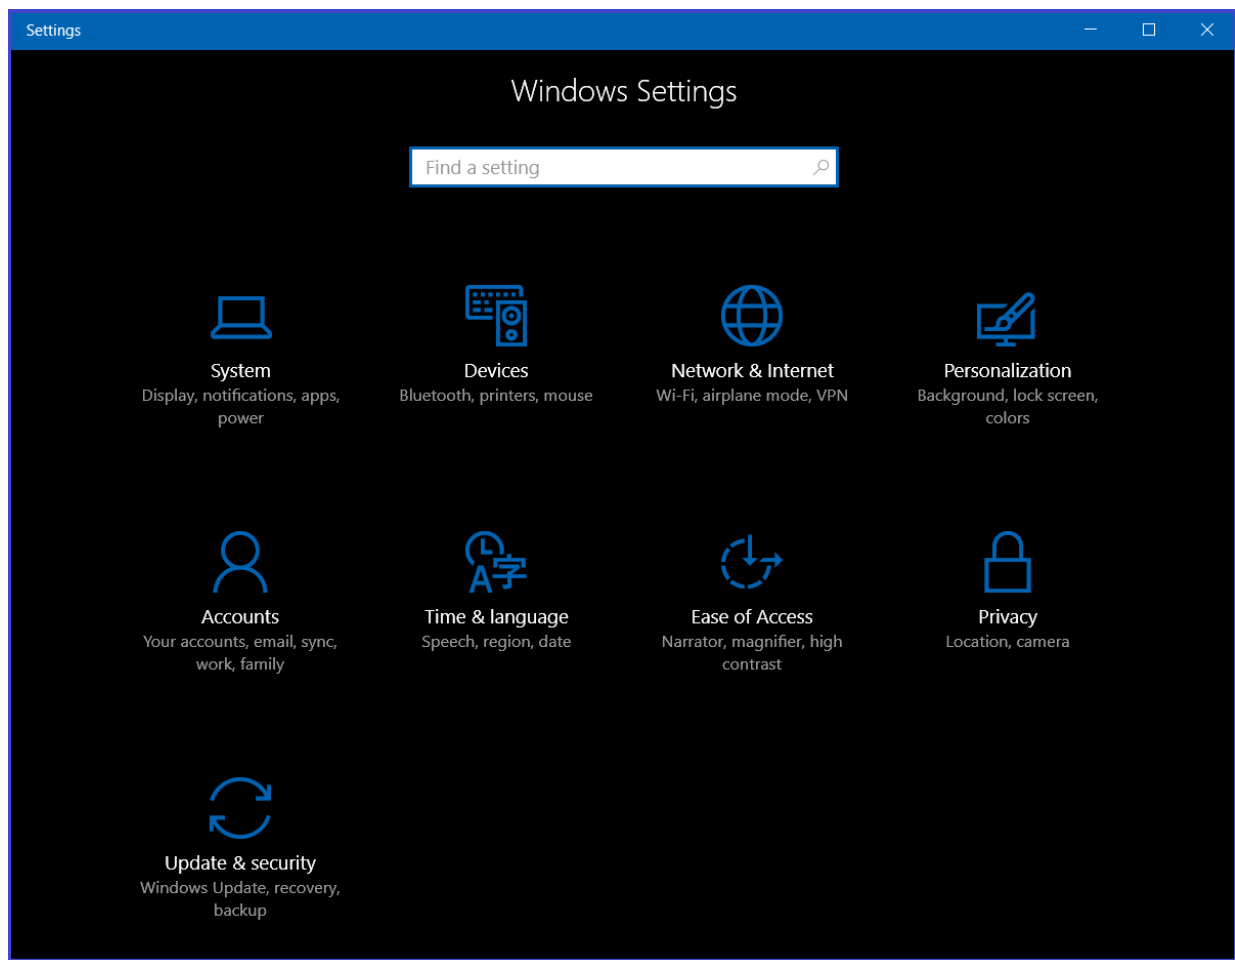 Settings
Windows Settings
Find a setting
System
Display, notifications, apps,
power
Devices
Bluetooth, printers, mouse
Network & Internet
Wi-Fi, airplane mode, VPN
Personalization
Background, lock screen,
colors
Accounts
Your accounts, email, sync,
work, family
Time & language
Speech, region, date
Ease of Access
Narrator, magnifier, high
contrast
Privacy
Location, camera
Update & security
Windows Update, recovery,
backup